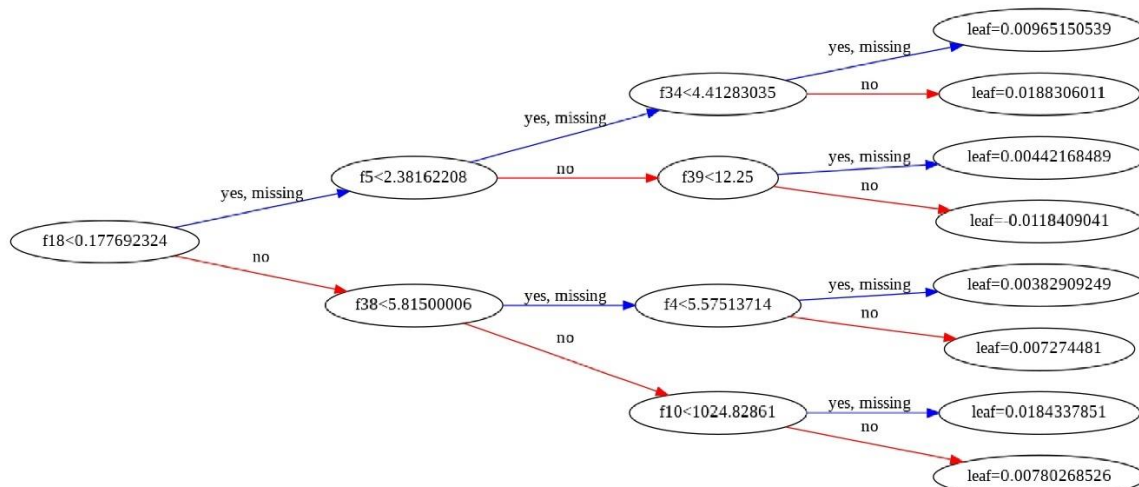 leaf=0.00965150539
yes, missing
f34<4.41283035
no
leaf=0.0188306011
yes, missing
f5<2.38162208
no
f39<12.25
yes, missing
leaf=0.00442168489
no
leaf=-0.0118409041
yes, missing
f18<0.177692324
no
f38<5.81500006
yes, missing
f4<5.57513714
yes, missing
leaf=0.00382909249
no
leaf=0.007274481
no
f10<1024.82861
yes, missing
leaf=0.0184337851
no
leaf=0.00780268526